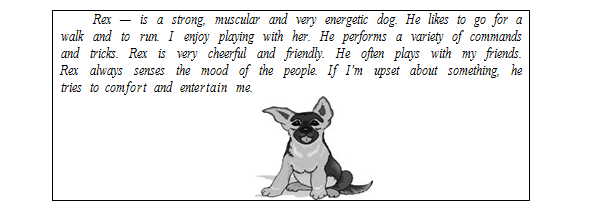 Rex — is a strong, muscular and very energetic dog. He likes to go for a
walk and to run. I enjoy playing with her. He performs a variety of commands
and tricks. Rex is very cheerful and friendly. He often plays with my friends.
Rex always senses the mood of the people. If I'm upset about something, he
tries to comfort and entertain me.